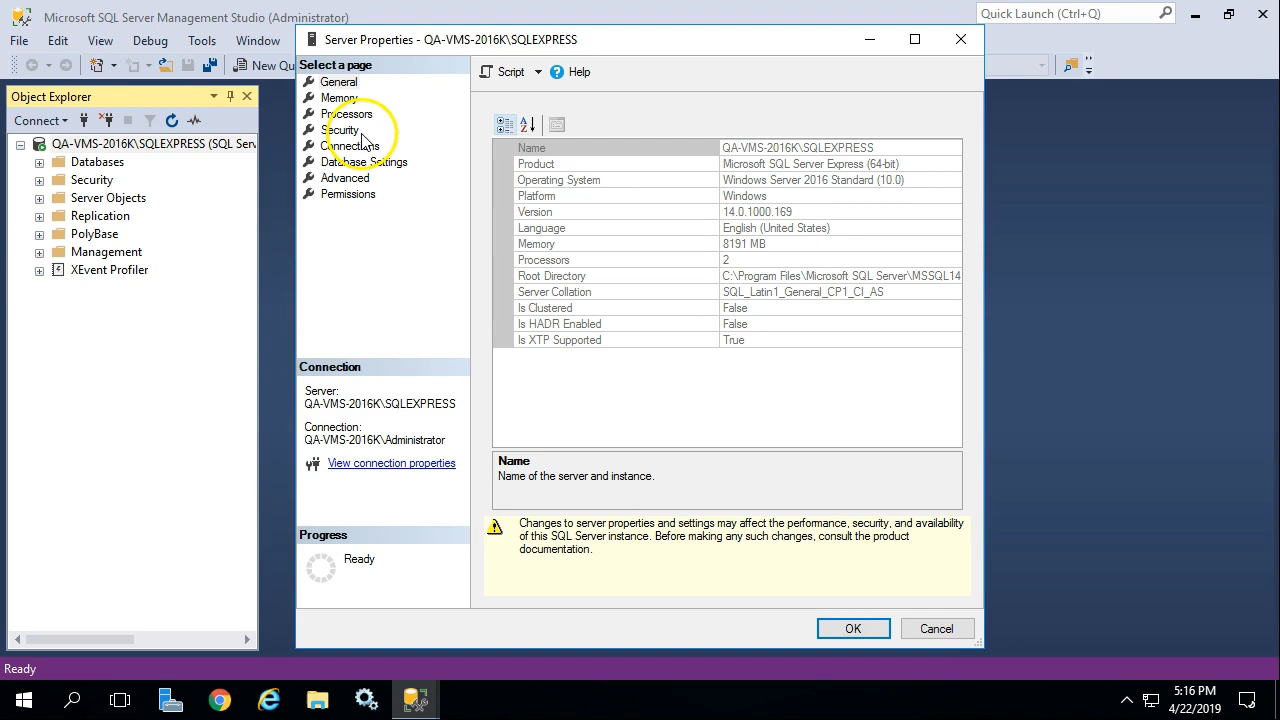 Microsoft SQL Server Management Studio (Administrator)
Quick Launch (Ctrl+Q)
File Edit View Debug Tools Window
New Qu
Server Properties - QA-VMS-2016K\SQLEXPRESS
Object Explorer
Connect
QA-VMS-2016K\SQLEXPRESS (SQL Serv
Databases
Security
Server Objects
Replication
PolyBase
Management
XEvent Profiler
Select a page
General
Memory
Processors
Security
Connections
Database Settings
Advanced
Permissions
Connection
Server:
QA-VMS-2016K\SQLEXPRESS
Connection:
QA-VMS-2016K\Administrator
View connection properties
Progress
Ready
Script Help
Name QA-VMS-2016K\SQLEXPRESS
Product Microsoft SQL Server Express (64-bit)
Operating System Windows Server 2016 Standard (10.0)
Platform Windows
Version 14.0.1000.169
Language English (United States)
Memory 8191 MB
Processors 2
Root Directory C:\Program Files\Microsoft SQL Server\MSSQL14
Server Collation SQL_Latin1_General_CP1_CI_AS
Is Clustered False
Is HADR Enabled False
Is XTP Supported True
Name
Name of the server and instance.
Changes to server properties and settings may affect the performance, security, and availability
of this SQL Server instance. Before making any such changes, consult the product
documentation.
OK Cancel
Ready
5:16 PM
4/22/2019